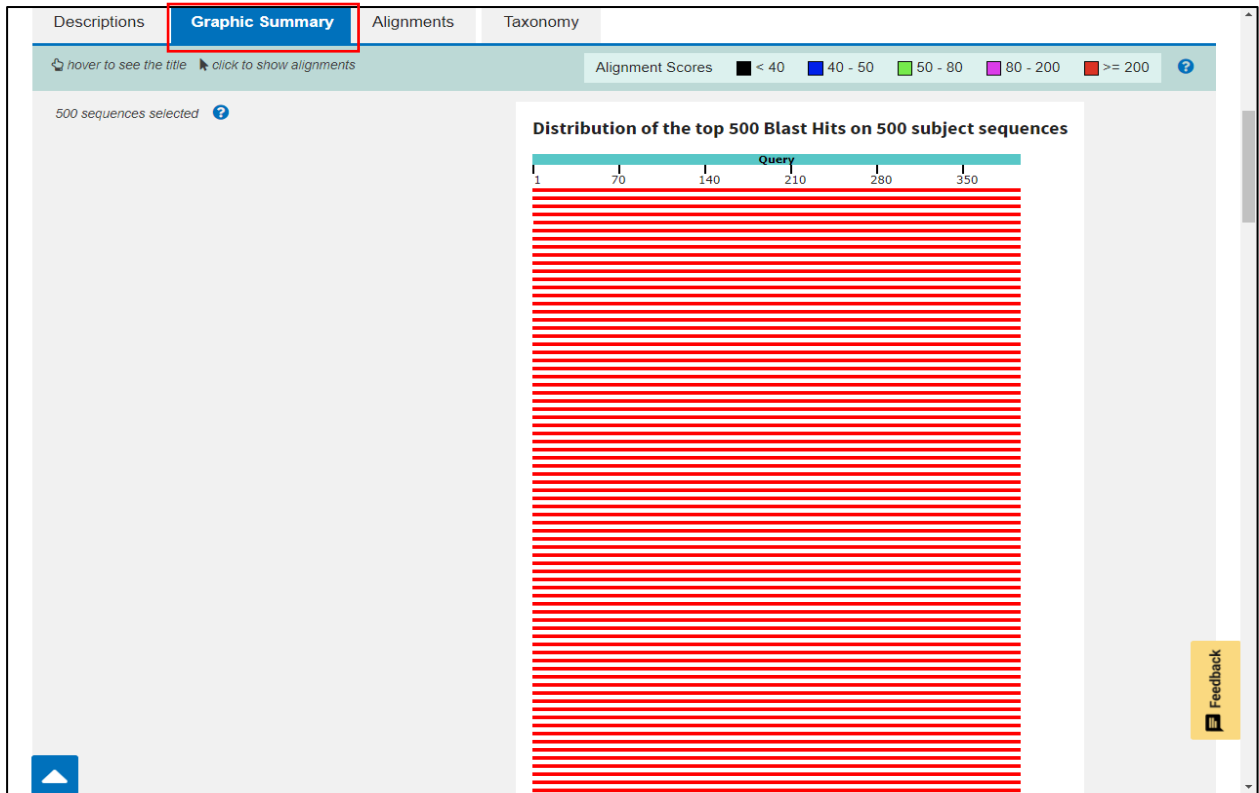 Descriptions Graphic Summary Alignments Taxonomy
hover to see the title click to show alignments Alignment Scores < 40 40 - 50 50 - 80 80 - 200 >= 200 ?
500 sequences selected ?
Distribution of the top 500 Blast Hits on 500 subject sequences
Query
1 70 140 210 280 350
Feedback